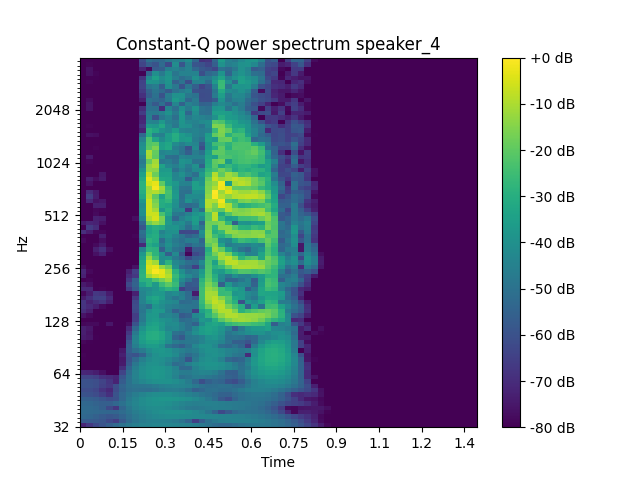 Constant-Q power spectrum speaker_4
Hz
2048
1024
512
256
128
64
32
0 0.15 0.3 0.45 0.6 0.75 0.9 1.1 1.2 1.4
Time
+0 dB
-10 dB
-20 dB
-30 dB
-40 dB
-50 dB
-60 dB
-70 dB
-80 dB